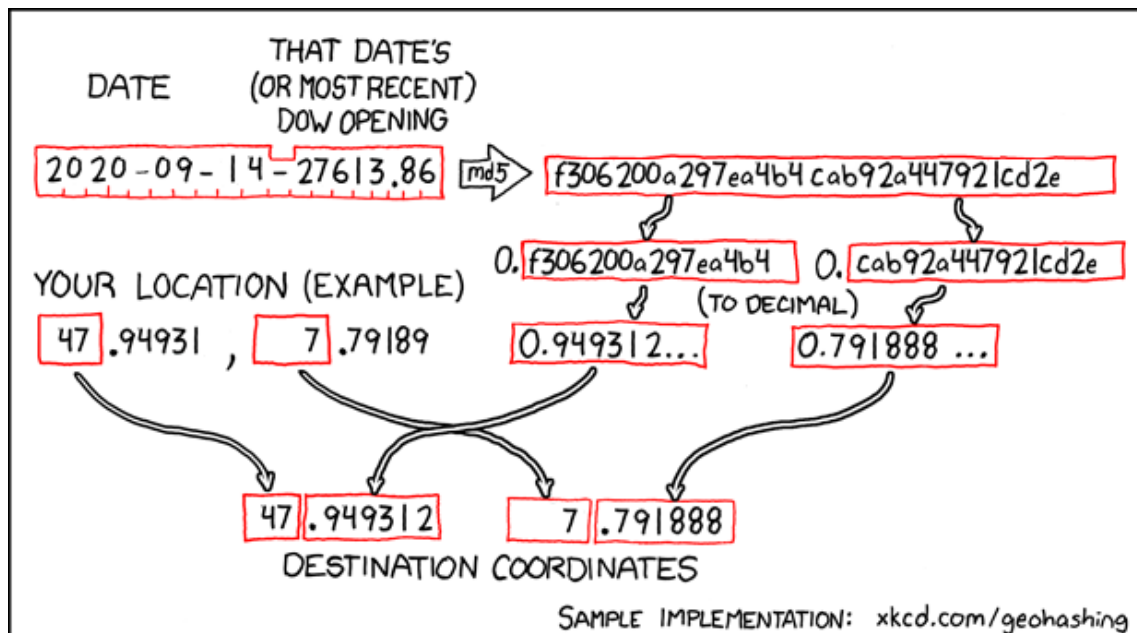 DATE
THAT DATE'S
(OR MOST RECENT)
DOW OPENING
2020-09-14-27613.86
md5
f306200a297ea4b4cab92a447921cd2e
0.f306200a297ea4b4
0.cab92a447921cd2e
YOUR LOCATION (EXAMPLE)
(TO DECIMAL)
47.94931, 7.79189
0.949312...
0.791888 ...
47.949312
7.791888
DESTINATION COORDINATES
SAMPLE IMPLEMENTATION: xkcd.com/geohashing